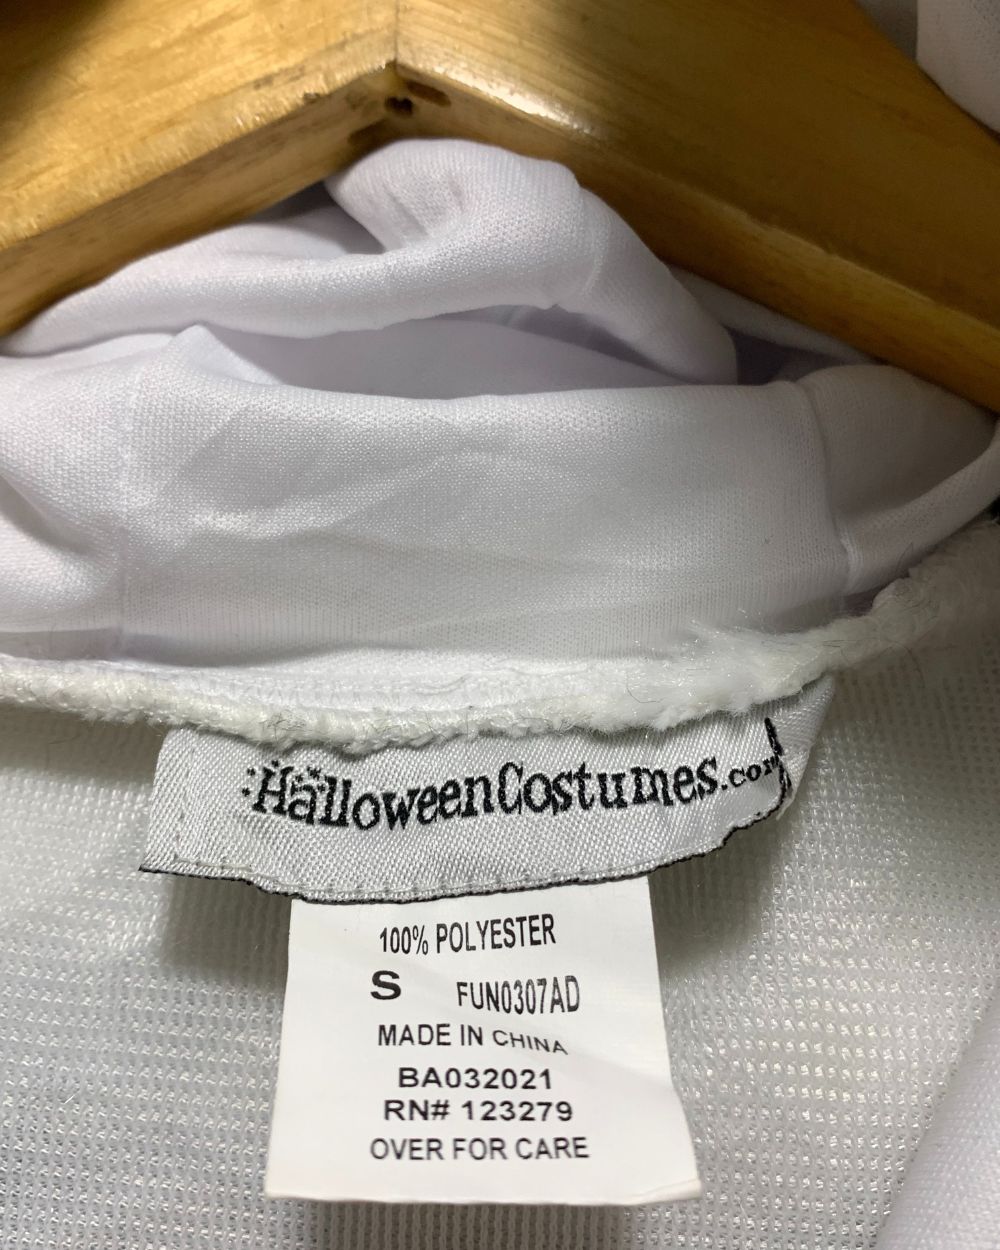 HalloweenCostumes.com
100% POLYESTER
S FUN0307AD
MADE IN CHINA
BA032021
RN# 123279
OVER FOR CARE